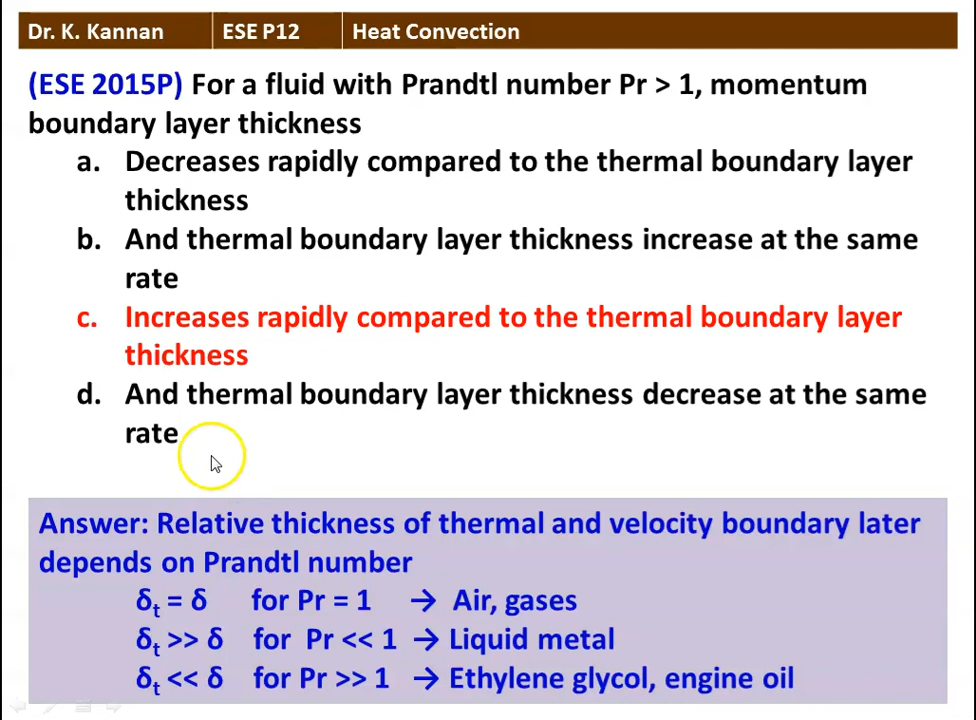 Dr. K. Kannan ESE P12 Heat Convection
(ESE 2015P) For a fluid with Prandtl number Pr > 1, momentum
boundary layer thickness
a. Decreases rapidly compared to the thermal boundary layer
thickness
b. And thermal boundary layer thickness increase at the same
rate
c. Increases rapidly compared to the thermal boundary layer
thickness
d. And thermal boundary layer thickness decrease at the same
rate
Answer: Relative thickness of thermal and velocity boundary later
depends on Prandtl number
δt = δ for Pr = 1 → Air, gases
δt >> δ for Pr << 1 → Liquid metal
δt << δ for Pr >> 1 → Ethylene glycol, engine oil